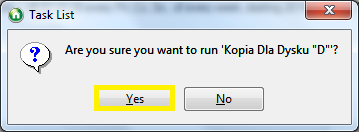 Task List
Are you sure you want to run 'Kopia Dla Dysku "D"'?
Yes
No